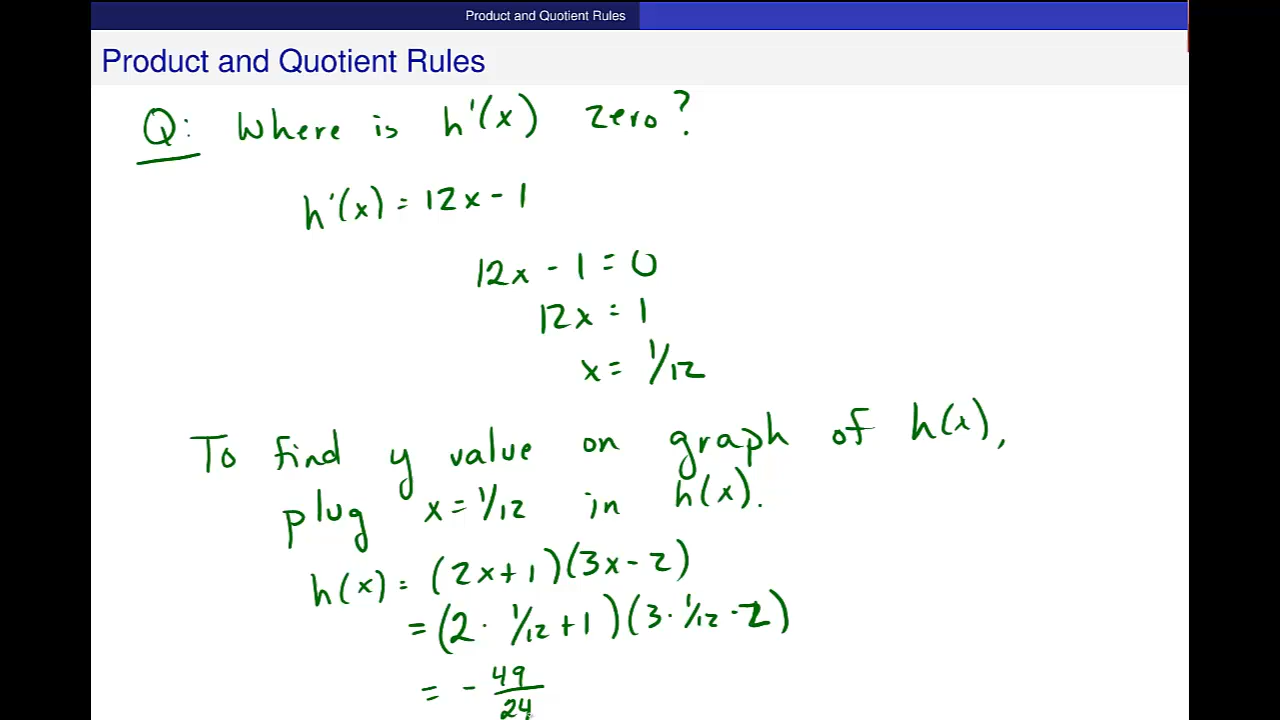 Product and Quotient Rules
Product and Quotient Rules
Q: Where is h'(x) zero?
h'(x) = 12x - 1
12x - 1 = 0
12x = 1
x = 1/12
To find y value on graph of h(x),
plug x = 1/12 in h(x).
h(x) = (2x+1)(3x-2)
= (2 · 1/12 + 1)(3 · 1/12 - 2)
= - 49/24